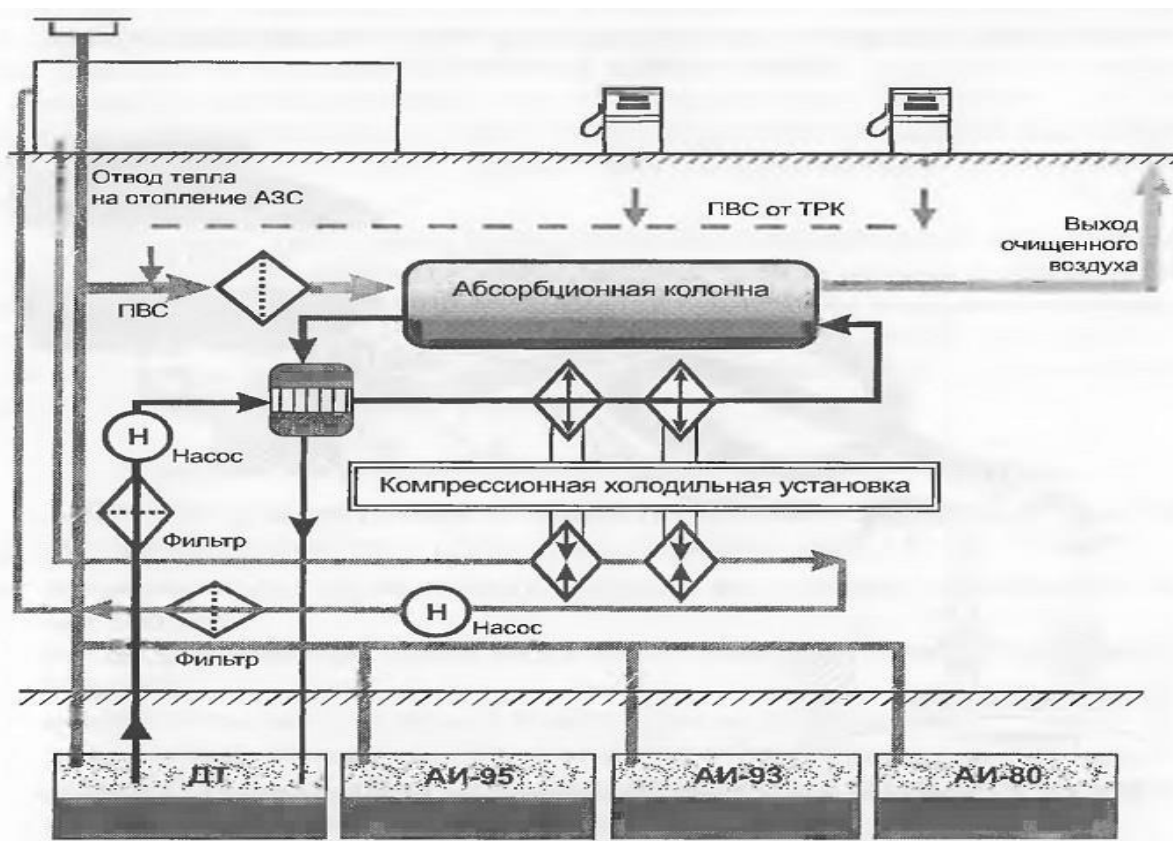 Отвод тепла
на отопление АЗС
ПВС от ТРК
Выход
очищенного
воздуха
ПВС
Абсорбционная колонна
Н
Насос
Компрессионная холодильная установка
Фильтр
Н
Насос
Фильтр
ДТ
АИ-95
АИ-93
АИ-80